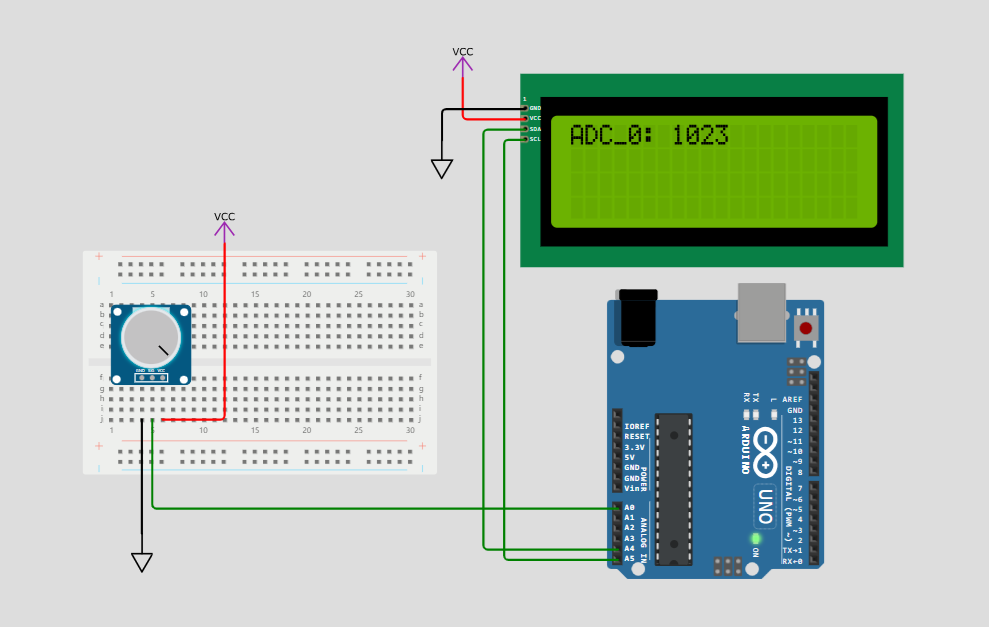 VCC
1
GND
VCC
SDA
SCL
ADC_0: 1023
VCC
1 5 10 15 20 25 30
a a
b b
c c
d d
e e
GND SIG VCC
f f
g g
h h
i i
j j
1 5 10 15 20 25 30
RX TX L
AREF
GND
13
12
~11
~10
~9
8
7
~6
~5
4
~3
2
TX→1
RX←0
DIGITAL (PWM ~)
ARDUINO
UNO
ON
IOREF
RESET
3.3V
5V
GND
GND
Vin
POWER
A0
A1
A2
A3
A4
A5
ANALOG IN